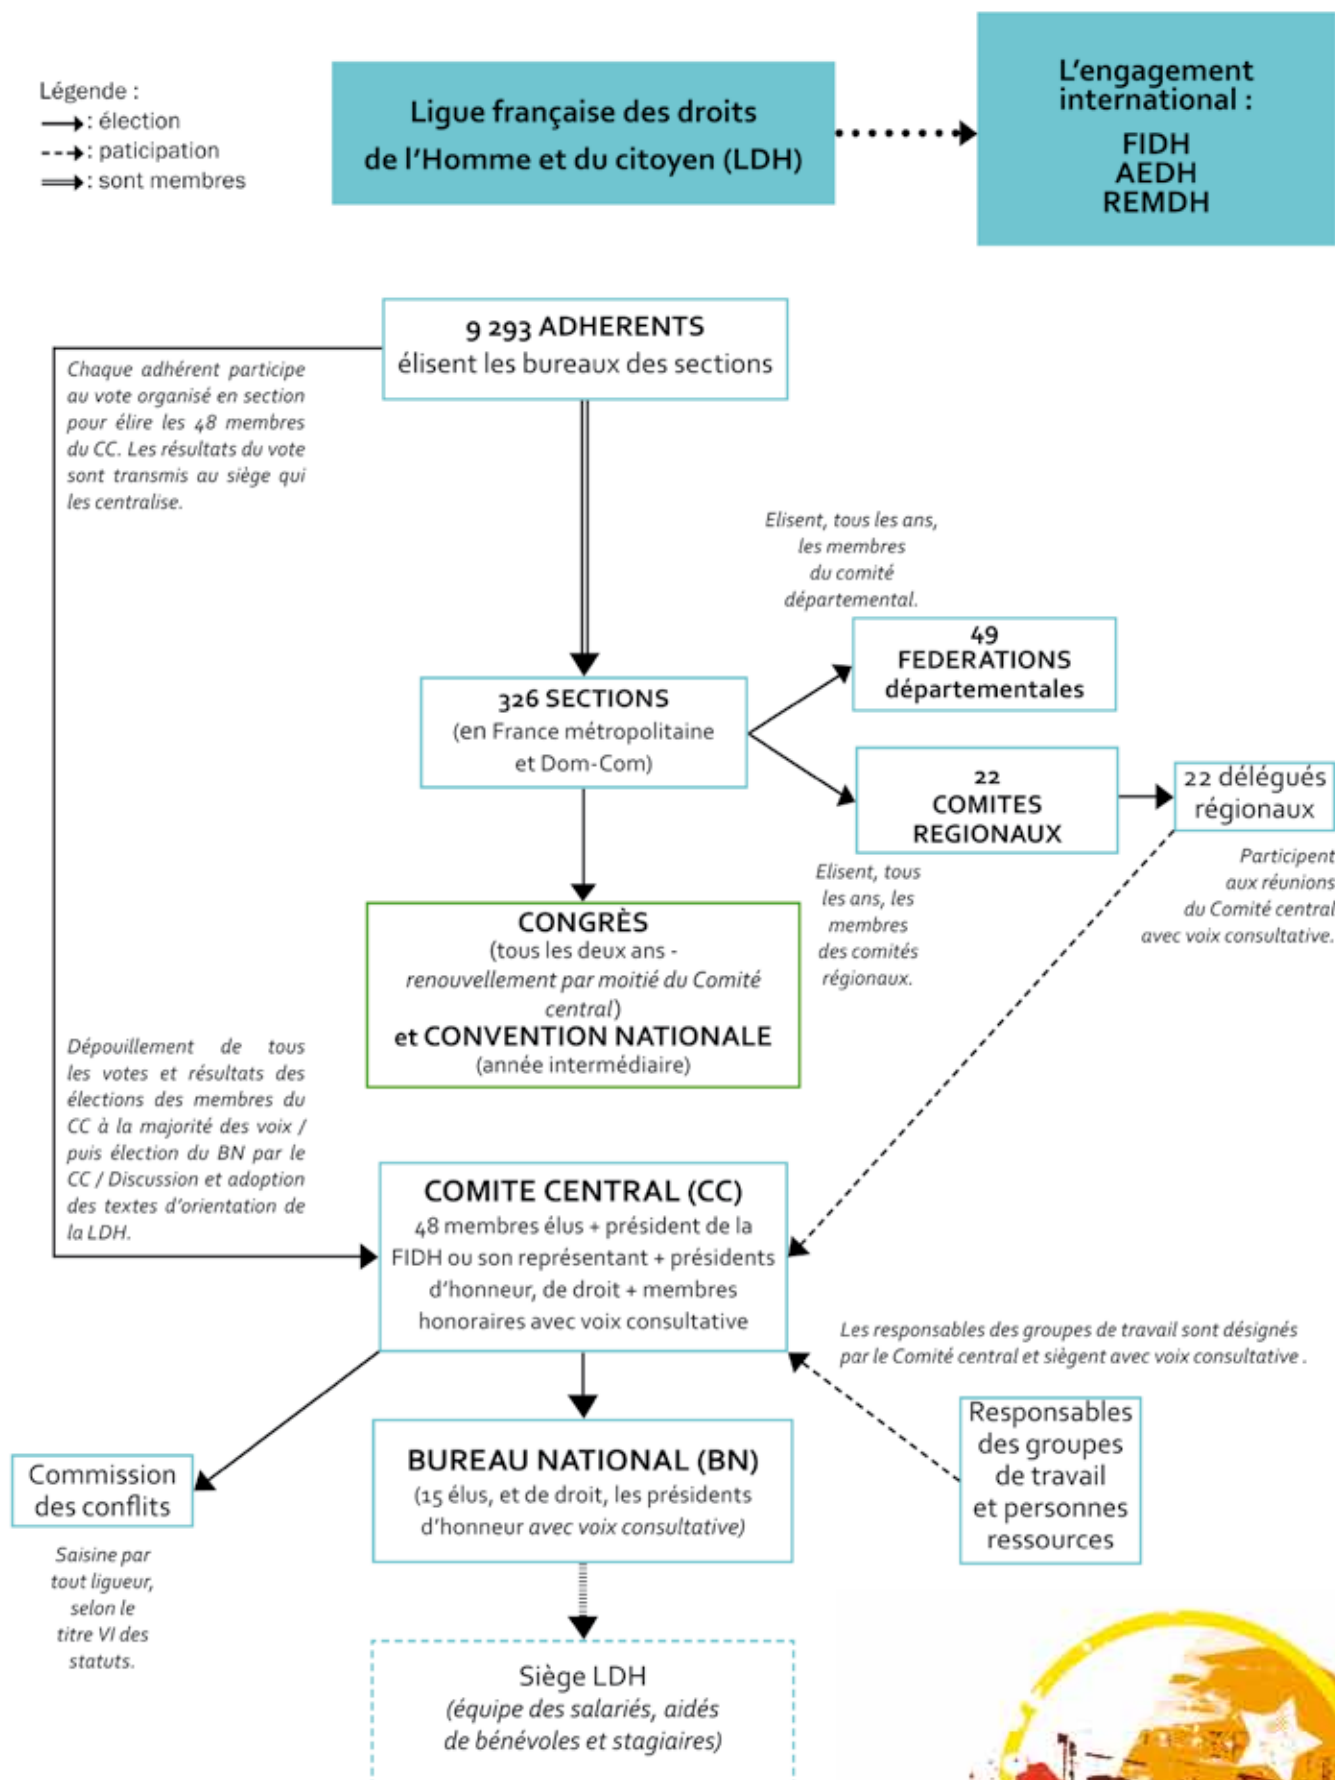 Légende :
: élection
: paticipation
: sont membres
Ligue française des droits
de l'Homme et du citoyen (LDH)
L'engagement
international :
FIDH
AEDH
REMDH
9 293 ADHERENTS
élisent les bureaux des sections
Chaque adhérent participe
au vote organisé en section
pour élire les 48 membres
du CC. Les résultats du vote
sont transmis au siège qui
les centralise.
Elisent, tous les ans,
les membres
du comité
départemental.
49
FEDERATIONS
départementales
326 SECTIONS
(en France métropolitaine
et Dom-Com)
22
COMITES
REGIONAUX
22 délégués
régionaux
Participent
aux réunions
du Comité central
avec voix consultative.
Elisent, tous
les ans, les
membres
des comités
régionaux.
CONGRÈS
(tous les deux ans -
renouvellement par moitié du Comité
central)
et CONVENTION NATIONALE
(année intermédiaire)
Dépouillement de tous
les votes et résultats des
élections des membres du
CC à la majorité des voix /
puis élection du BN par le
CC / Discussion et adoption
des textes d'orientation de
la LDH.
COMITE CENTRAL (CC)
48 membres élus + président de la
FIDH ou son représentant + présidents
d'honneur, de droit + membres
honoraires avec voix consultative
Les responsables des groupes de travail sont désignés
par le Comité central et siègent avec voix consultative .
Responsables
des groupes
de travail
et personnes
ressources
BUREAU NATIONAL (BN)
(15 élus, et de droit, les présidents
d'honneur avec voix consultative)
Commission
des conflits
Saisine par
tout ligueur,
selon le
titre VI des
statuts.
Siège LDH
(équipe des salariés, aidés
de bénévoles et stagiaires)